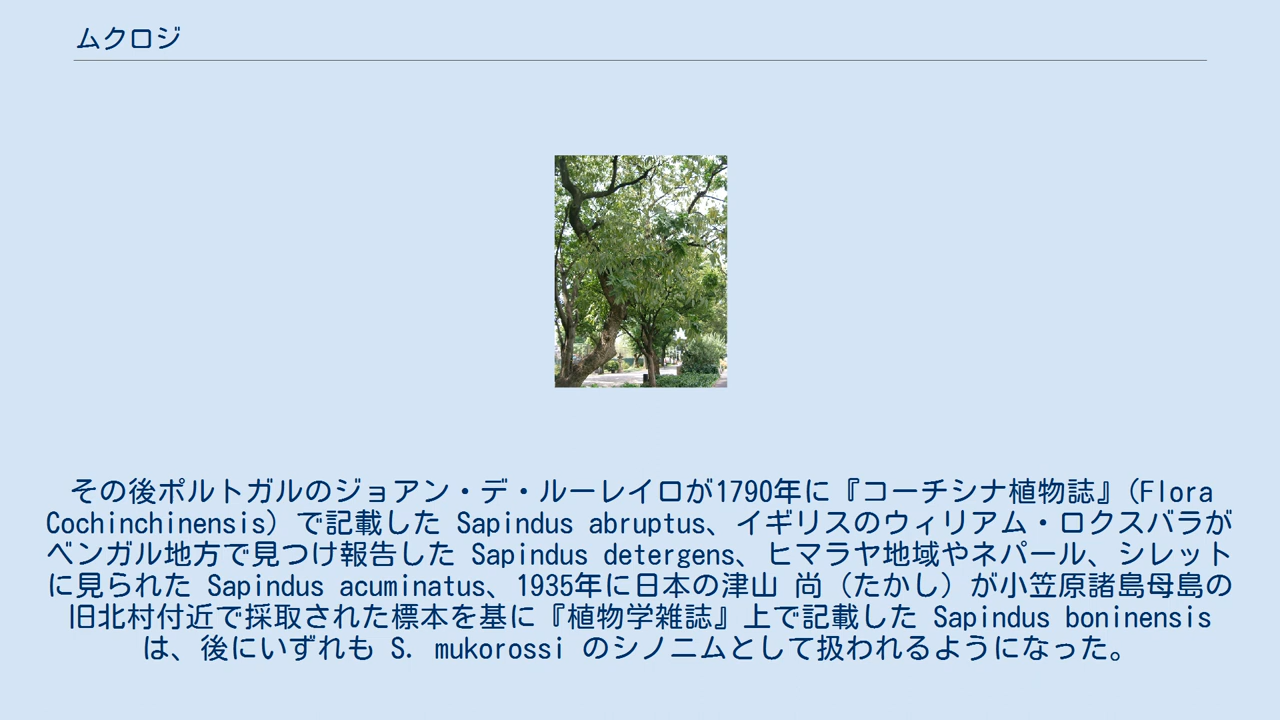 ムクロジ
その後ポルトガルのジョアン・デ・ルーレイロが1790年に『コーチシナ植物誌』（Flora
Cochinchinensis）で記載した Sapindus abruptus、イギリスのウィリアム・ロクスバラが
ベンガル地方で見つけ報告した Sapindus detergens、ヒマラヤ地域やネパール、シレット
に見られた Sapindus acuminatus、1935年に日本の津山 尚（たかし）が小笠原諸島母島の
旧北村付近で採取された標本を基に『植物学雑誌』上で記載した Sapindus boninensis
は、後にいずれも S. mukorossi のシノニムとして扱われるようになった。